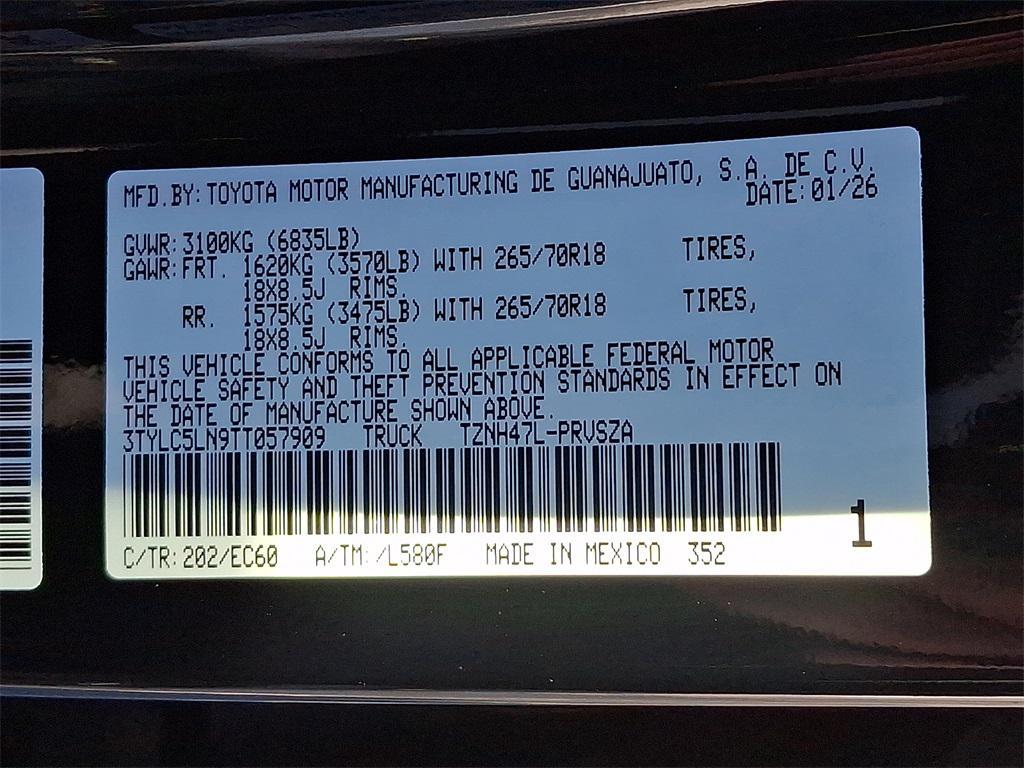 MFD.BY: TOYOTA MOTOR MANUFACTURING DE GUANAJUATO, S.A. DE C.V.
DATE: 01/26
GVWR: 3100KG (6835LB)
GAWR: FRT. 1620KG (3570LB) WITH 265/70R18 TIRES,
18X8.5J RIMS,
RR. 1575KG (3475LB) WITH 265/70R18 TIRES,
18X8.5J RIMS.
THIS VEHICLE CONFORMS TO ALL APPLICABLE FEDERAL MOTOR
VEHICLE SAFETY AND THEFT PREVENTION STANDARDS IN EFFECT ON
THE DATE OF MANUFACTURE SHOWN ABOVE.
3TYLC5LN9TT057909 TRUCK TZNH47L-PRVSZA
1
C/TR: 202/EC60 A/TM: /L580F MADE IN MEXICO 352